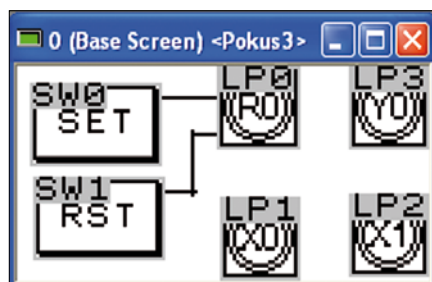 0 (Base Screen) <Pokus3>
SW0
SET
LP0
R0
LP3
Y0
SW1
RST
LP1
X0
LP2
X1